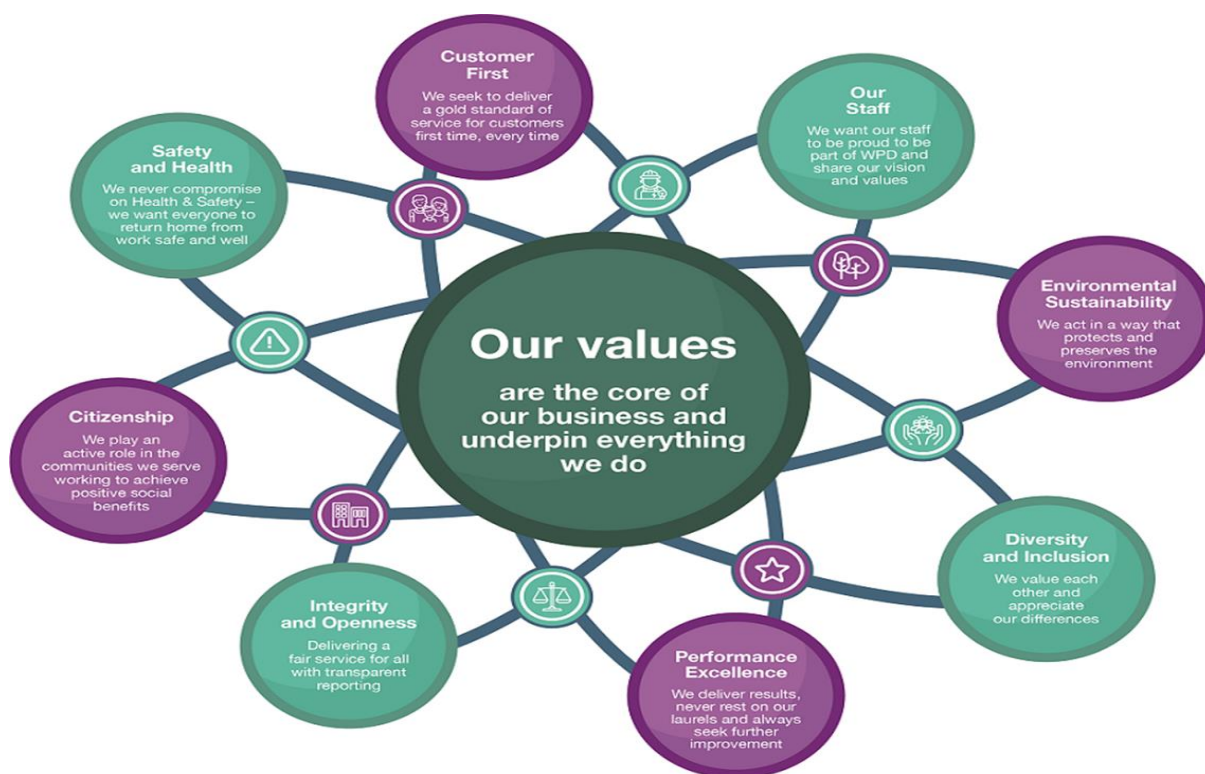 Our values
are the core of
our business and
underpin everything
we do
Customer
First
We seek to deliver
a gold standard of
service for customers
first time, every time
Our
Staff
We want our staff
to be proud to be
part of WPD and
share our vision
and values
Environmental
Sustainability
We act in a way that
protects and
preserves the
environment
Diversity
and Inclusion
We value each
other and
appreciate
our differences
Performance
Excellence
We deliver results,
never rest on our
laurels and always
seek further
improvement
Integrity
and Openness
Delivering a
fair service for all
with transparent
reporting
Citizenship
We play an
active role in the
communities we serve
working to achieve
positive social
benefits
Safety
and Health
We never compromise
on Health & Safety –
we want everyone to
return home from
work safe and well